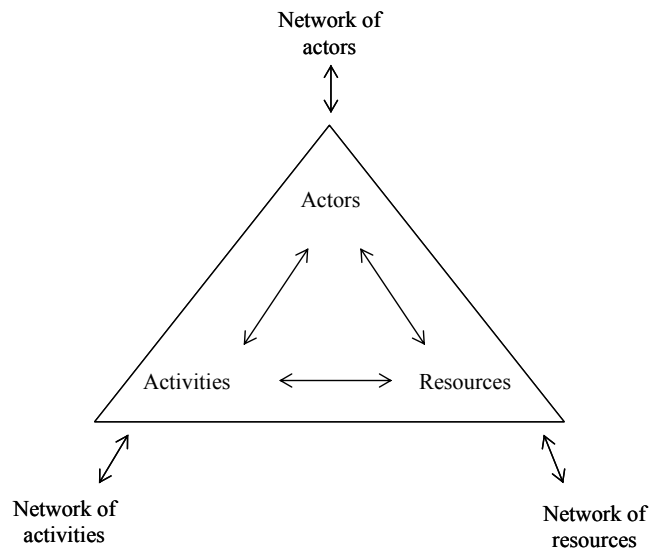 Network of
actors
Actors
Activities
Resources
Network of
activities
Network of
resources